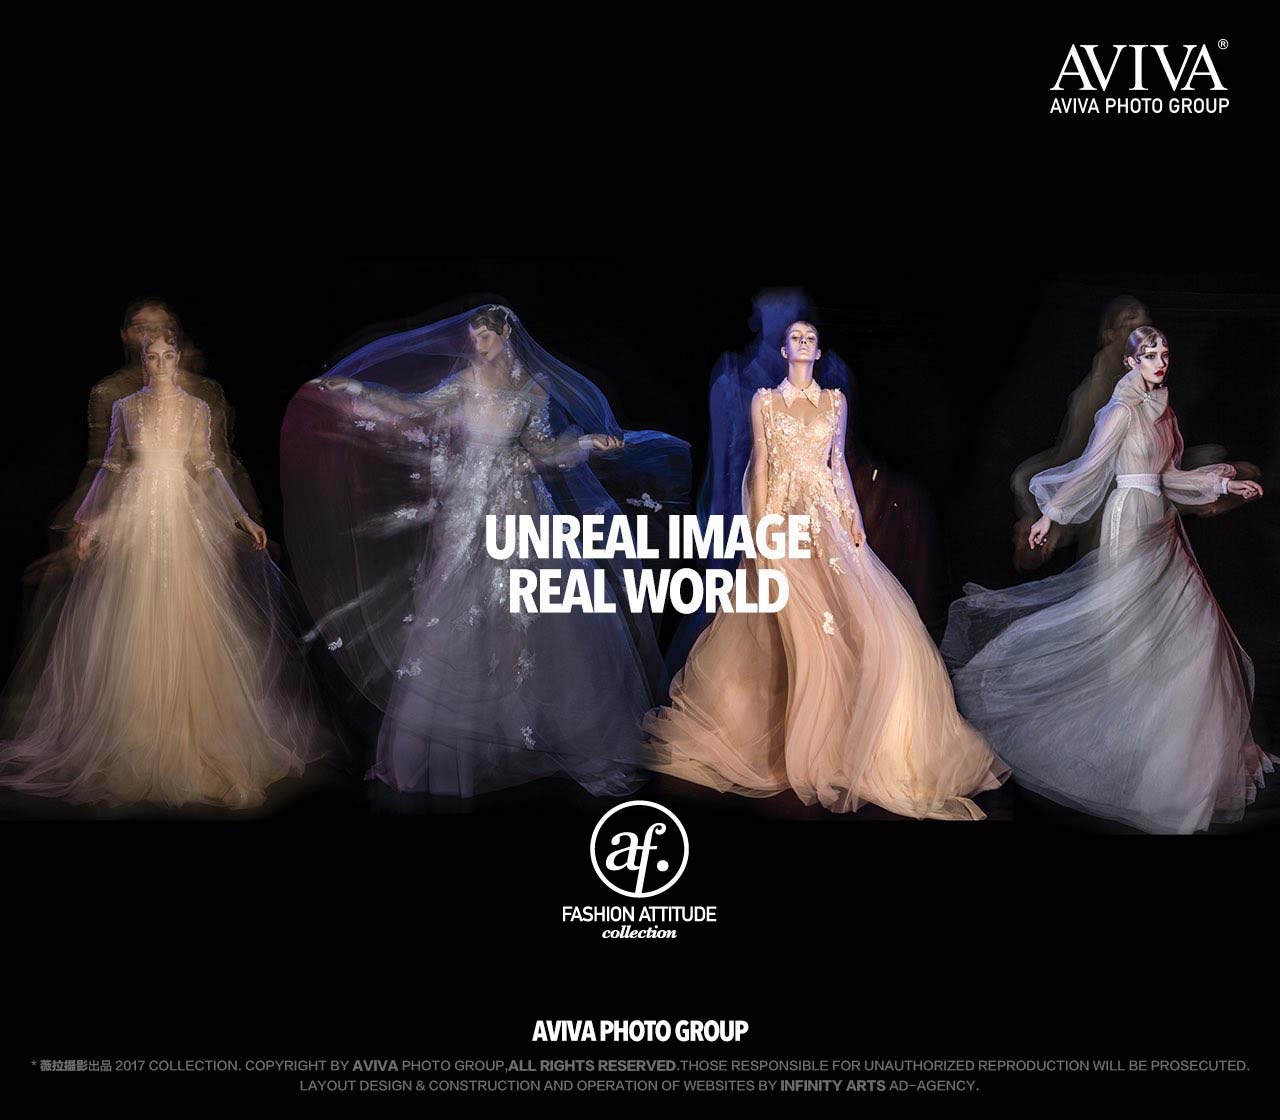 AVIVA®
AVIVA PHOTO GROUP
UNREAL IMAGE
REAL WORLD
af.
FASHION ATTITUDE
collection
AVIVA PHOTO GROUP
* 薇拉攝影出品 2017 COLLECTION. COPYRIGHT BY AVIVA PHOTO GROUP,ALL RIGHTS RESERVED.THOSE RESPONSIBLE FOR UNAUTHORIZED REPRODUCTION WILL BE PROSECUTED.
LAYOUT DESIGN & CONSTRUCTION AND OPERATION OF WEBSITES BY INFINITY ARTS AD-AGENCY.